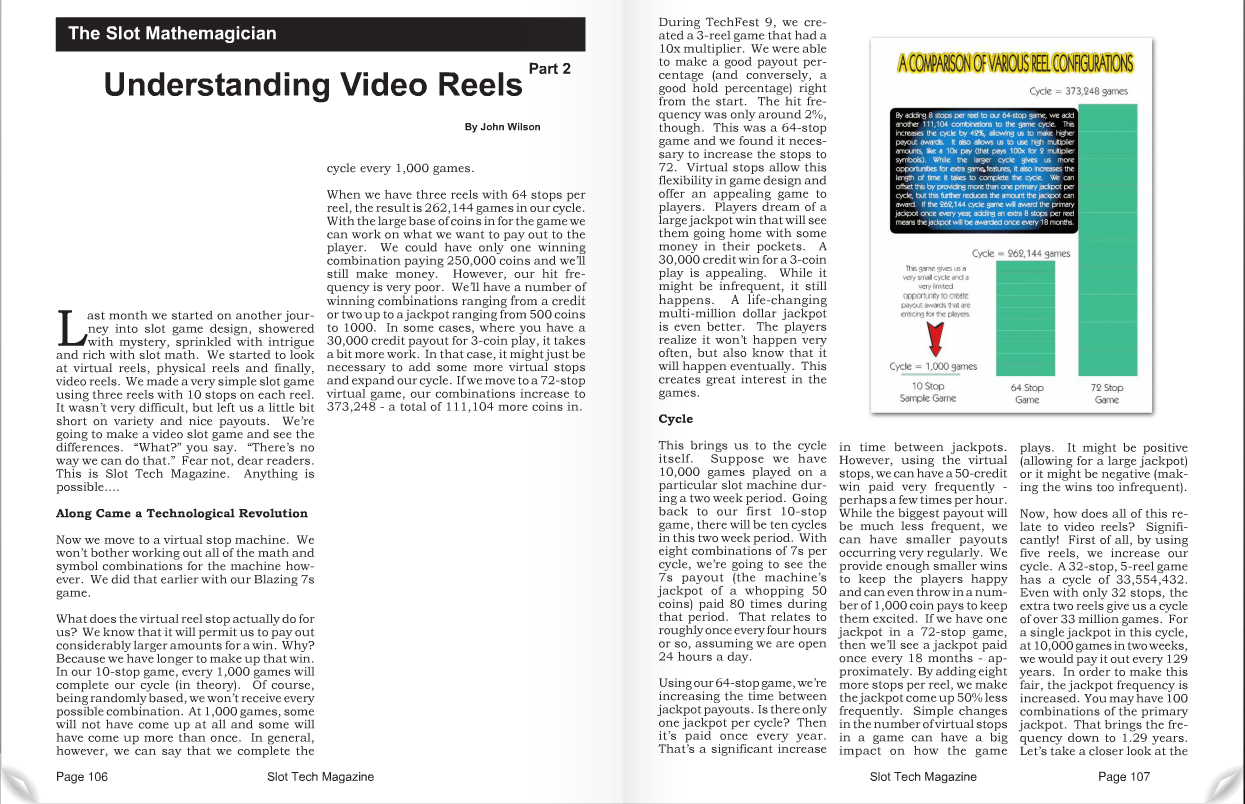 The Slot Mathemagician
Understanding Video Reels Part 2
By John Wilson
Last month we started on another jour-
ney into slot game design, showered
with mystery, sprinkled with intrigue
and rich with slot math. We started to look
at virtual reels, physical reels and finally,
video reels. We made a very simple slot game
using three reels with 10 stops on each reel.
It wasn't very difficult, but left us a little bit
short on variety and nice payouts. We're
going to make a video slot game and see the
differences. "What?" you say. "There's no
way we can do that." Fear not, dear readers.
This is Slot Tech Magazine. Anything is
possible....
Along Came a Technological Revolution
Now we move to a virtual stop machine. We
won't bother working out all of the math and
symbol combinations for the machine how-
ever. We did that earlier with our Blazing 7s
game.
What does the virtual reel stop actually do for
us? We know that it will permit us to pay out
considerably larger amounts for a win. Why?
Because we have longer to make up that win.
In our 10-stop game, every 1,000 games will
complete our cycle (in theory). Of course,
being randomly based, we won't receive every
possible combination. At 1,000 games, some
will not have come up at all and some will
have come up more than once. In general,
however, we can say that we complete the
cycle every 1,000 games.
When we have three reels with 64 stops per
reel, the result is 262,144 games in our cycle.
With the large base of coins in for the game we
can work on what we want to pay out to the
player. We could have only one winning
combination paying 250,000 coins and we'll
still make money. However, our hit fre-
quency is very poor. We'll have a number of
winning combinations ranging from a credit
or two up to a jackpot ranging from 500 coins
to 1000. In some cases, where you have a
30,000 credit payout for 3-coin play, it takes
a bit more work. In that case, it might just be
necessary to add some more virtual stops
and expand our cycle. If we move to a 72-stop
virtual game, our combinations increase to
373,248 - a total of 111,104 more coins in.
Page 106
Slot Tech Magazine
During TechFest 9, we cre-
ated a 3-reel game that had a
10x multiplier. We were able
to make a good payout per-
centage (and conversely, a
good hold percentage) right
from the start. The hit fre-
quency was only around 2%,
though. This was a 64-stop
game and we found it neces-
sary to increase the stops to
72. Virtual stops allow this
flexibility in game design and
offer an appealing game to
players. Players dream of a
large jackpot win that will see
them going home with some
money in their pockets. A
30,000 credit win for a 3-coin
play is appealing. While it
might be infrequent, it still
happens. A life-changing
multi-million dollar jackpot
is even better. The players
realize it won't happen very
often, but also know that it
will happen eventually. This
creates great interest in the
games.
A COMPARISON OF VARIOUS REEL CONFIGURATIONS
Cycle = 373,248 games
By adding 8 stops per reel to our 64-stop game, we add
another 111,104 combinations to the game cycle. This
increases the cycle by 42%, allowing us to make higher
payout awards. It also allows us to use high multiplier
amounts, like a 10x pay (that pays 100x for 2 multiplier
symbols). While the larger cycle gives us more
opportunities for extra game features, it also increases the
length of time it takes to complete the cycle. We can
offset this by providing more than one primary jackpot per
cycle, but this further reduces the amount the jackpot can
award. If the 262,144 cycle game will award the primary
jackpot once every year, adding an extra 8 stops per reel
means the jackpot will be awarded once every 18 months.
Cycle = 262,144 games
This game gives us a
very small cycle and a
very limited
opportunity to create
payout awards that are
enticing for the players.
Cycle = 1,000 games
10 Stop
Sample Game
64 Stop
Game
72 Stop
Game
Cycle
This brings us to the cycle
itself. Suppose we have
10,000 games played on a
particular slot machine dur-
ing a two week period. Going
back to our first 10-stop
game, there will be ten cycles
in this two week period. With
eight combinations of 7s per
cycle, we're going to see the
7s payout (the machine's
jackpot of a whopping 50
coins) paid 80 times during
that period. That relates to
roughly once every four hours
or so, assuming we are open
24 hours a day.
Using our 64-stop game, we're
increasing the time between
jackpot payouts. Is there only
one jackpot per cycle? Then
it's paid once every year.
That's a significant increase
in time between jackpots.
However, using the virtual
stops, we can have a 50-credit
win paid very frequently -
perhaps a few times per hour.
While the biggest payout will
be much less frequent, we
can have smaller payouts
occurring very regularly. We
provide enough smaller wins
to keep the players happy
and can even throw in a num-
ber of 1,000 coin pays to keep
them excited. If we have one
jackpot in a 72-stop game,
then we'll see a jackpot paid
once every 18 months - ap-
proximately. By adding eight
more stops per reel, we make
the jackpot come up 50% less
frequently. Simple changes
in the number of virtual stops
in a game can have a big
impact on how the game
plays. It might be positive
(allowing for a large jackpot)
or it might be negative (mak-
ing the wins too infrequent).
Now, how does all of this re-
late to video reels? Signifi-
cantly! First of all, by using
five reels, we increase our
cycle. A 32-stop, 5-reel game
has a cycle of 33,554,432.
Even with only 32 stops, the
extra two reels give us a cycle
of over 33 million games. For
a single jackpot in this cycle,
at 10,000 games in two weeks,
we would pay it out every 129
years. In order to make this
fair, the jackpot frequency is
increased. You may have 100
combinations of the primary
jackpot. That brings the fre-
quency down to 1.29 years.
Let's take a closer look at the
Slot Tech Magazine
Page 107